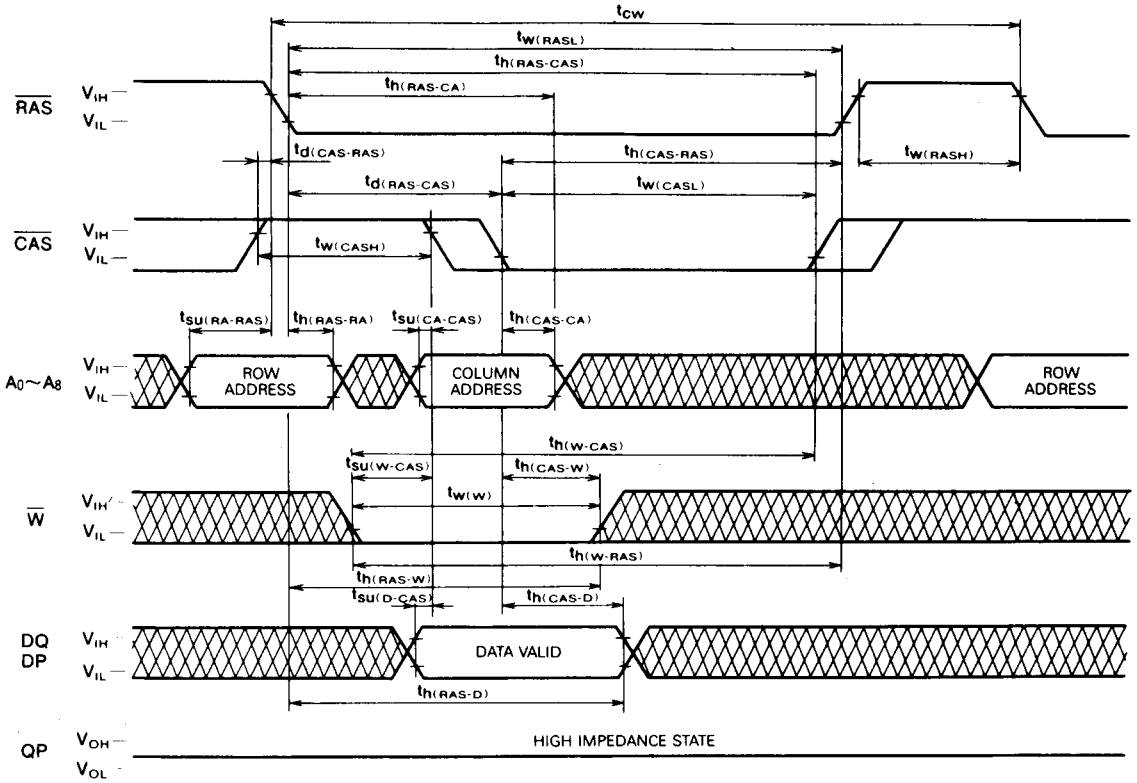 tCW
tW(RASL)
th(RAS-CAS)
th(RAS-CA)
RAS
VIH
VIL
td(CAS-RAS)
th(CAS-RAS)
tW(RASH)
td(RAS-CAS)
tW(CASL)
CAS
VIH
VIL
tW(CASH)
tsu(RA-RAS)
th(RAS-RA)
tsu(CA-CAS)
th(CAS-CA)
A0~A8
VIH
VIL
ROW ADDRESS
COLUMN ADDRESS
ROW ADDRESS
th(W-CAS)
tsu(W-CAS)
th(CAS-W)
W
VIH
VIL
tW(W)
th(W-RAS)
th(RAS-W)
tsu(D-CAS)
th(CAS-D)
DQ
DP
VIH
VIL
DATA VALID
th(RAS-D)
QP
VOH
VOL
HIGH IMPEDANCE STATE